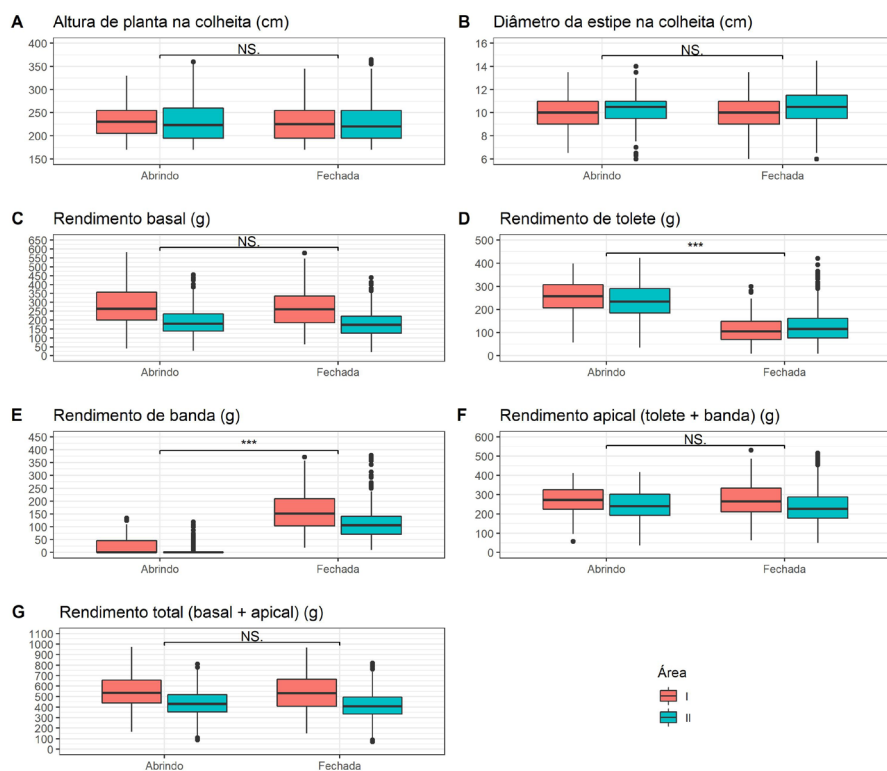 A Altura de planta na colheita (cm)
400
350
300
250
200
150
NS.
Abrindo Fechada
B Diâmetro da estipe na colheita (cm)
16
14
12
10
8
6
NS.
Abrindo Fechada
C Rendimento basal (g)
650
600
550
500
450
400
350
300
250
200
150
100
50
0
NS.
Abrindo Fechada
D Rendimento de tolete (g)
500
400
300
200
100
0
***
Abrindo Fechada
E Rendimento de banda (g)
450
400
350
300
250
200
150
100
50
0
***
Abrindo Fechada
F Rendimento apical (tolete + banda) (g)
600
500
400
300
200
100
0
NS.
Abrindo Fechada
G Rendimento total (basal + apical) (g)
1100
1000
900
800
700
600
500
400
300
200
100
0
NS.
Abrindo Fechada
Área
I
II